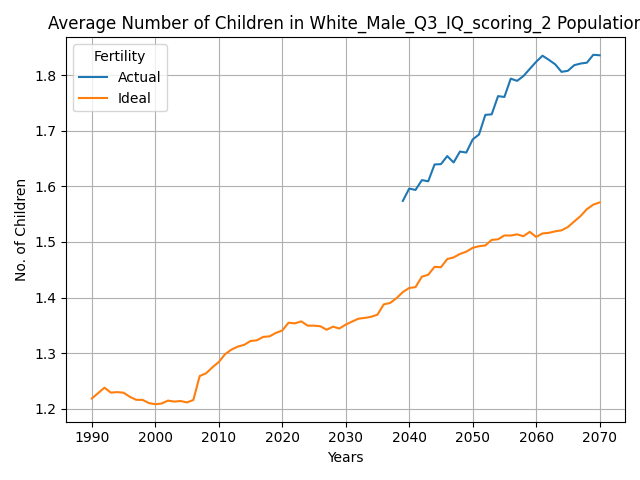 Average Number of Children in White_Male_Q3_IQ_scoring_2 Population
Fertility
Actual
Ideal
No. of Children
1.8
1.7
1.6
1.5
1.4
1.3
1.2
1990 2000 2010 2020 2030 2040 2050 2060 2070
Years